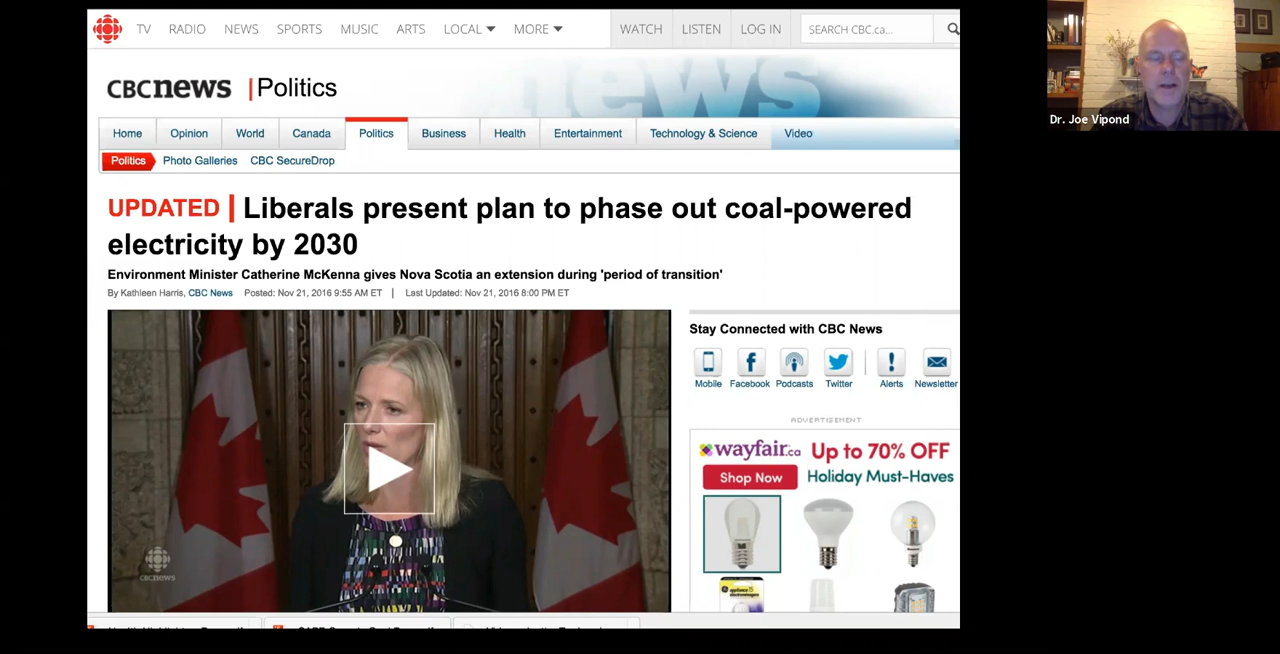 TV RADIO NEWS SPORTS MUSIC ARTS LOCAL MORE WATCH LISTEN LOG IN SEARCH CBC.ca...
Dr. Joe Vipond
CBCnews | Politics
news
Home Opinion World Canada Politics Business Health Entertainment Technology & Science Video
Politics Photo Galleries CBC SecureDrop
UPDATED | Liberals present plan to phase out coal-powered
electricity by 2030
Environment Minister Catherine McKenna gives Nova Scotia an extension during 'period of transition'
By Kathleen Harris, CBC News Posted: Nov 21, 2016 9:55 AM ET | Last Updated: Nov 21, 2016 8:00 PM ET
Stay Connected with CBC News
Mobile Facebook Podcasts Twitter Alerts Newsletter
ADVERTISEMENT
wayfair.ca Up to 70% OFF
Shop Now Holiday Must-Haves
CBCNEWS